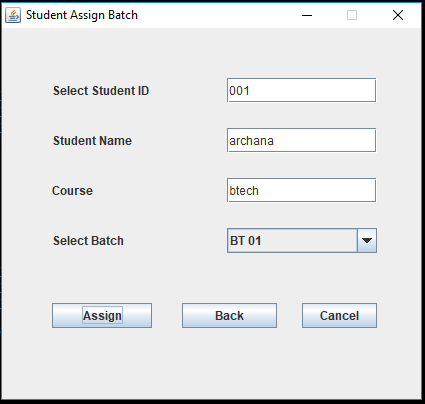 Student Assign Batch
Select Student ID 001
Student Name archana
Course btech
Select Batch BT 01
Assign Back Cancel